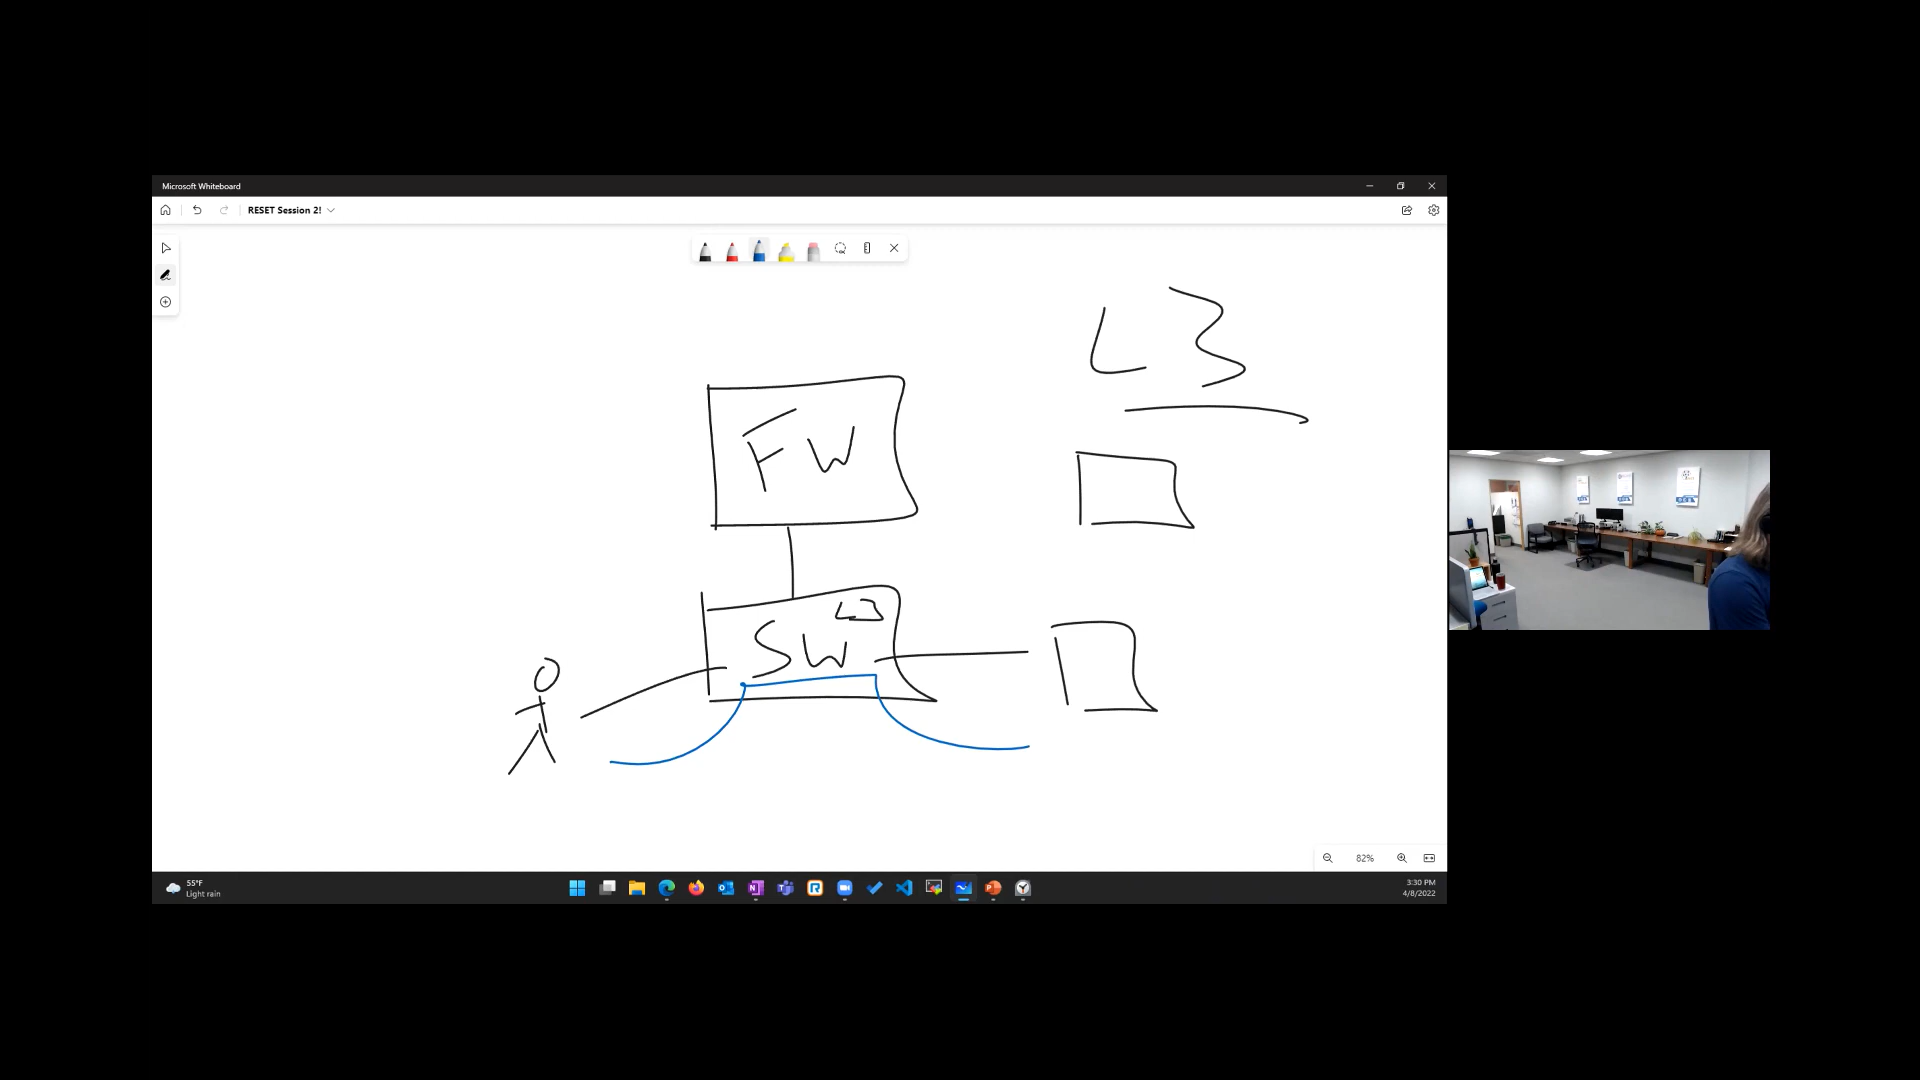 Microsoft Whiteboard
RESET Session 2!
L3
FW
L3
SW
82%
55°F
Light rain
3:30 PM
4/8/2022